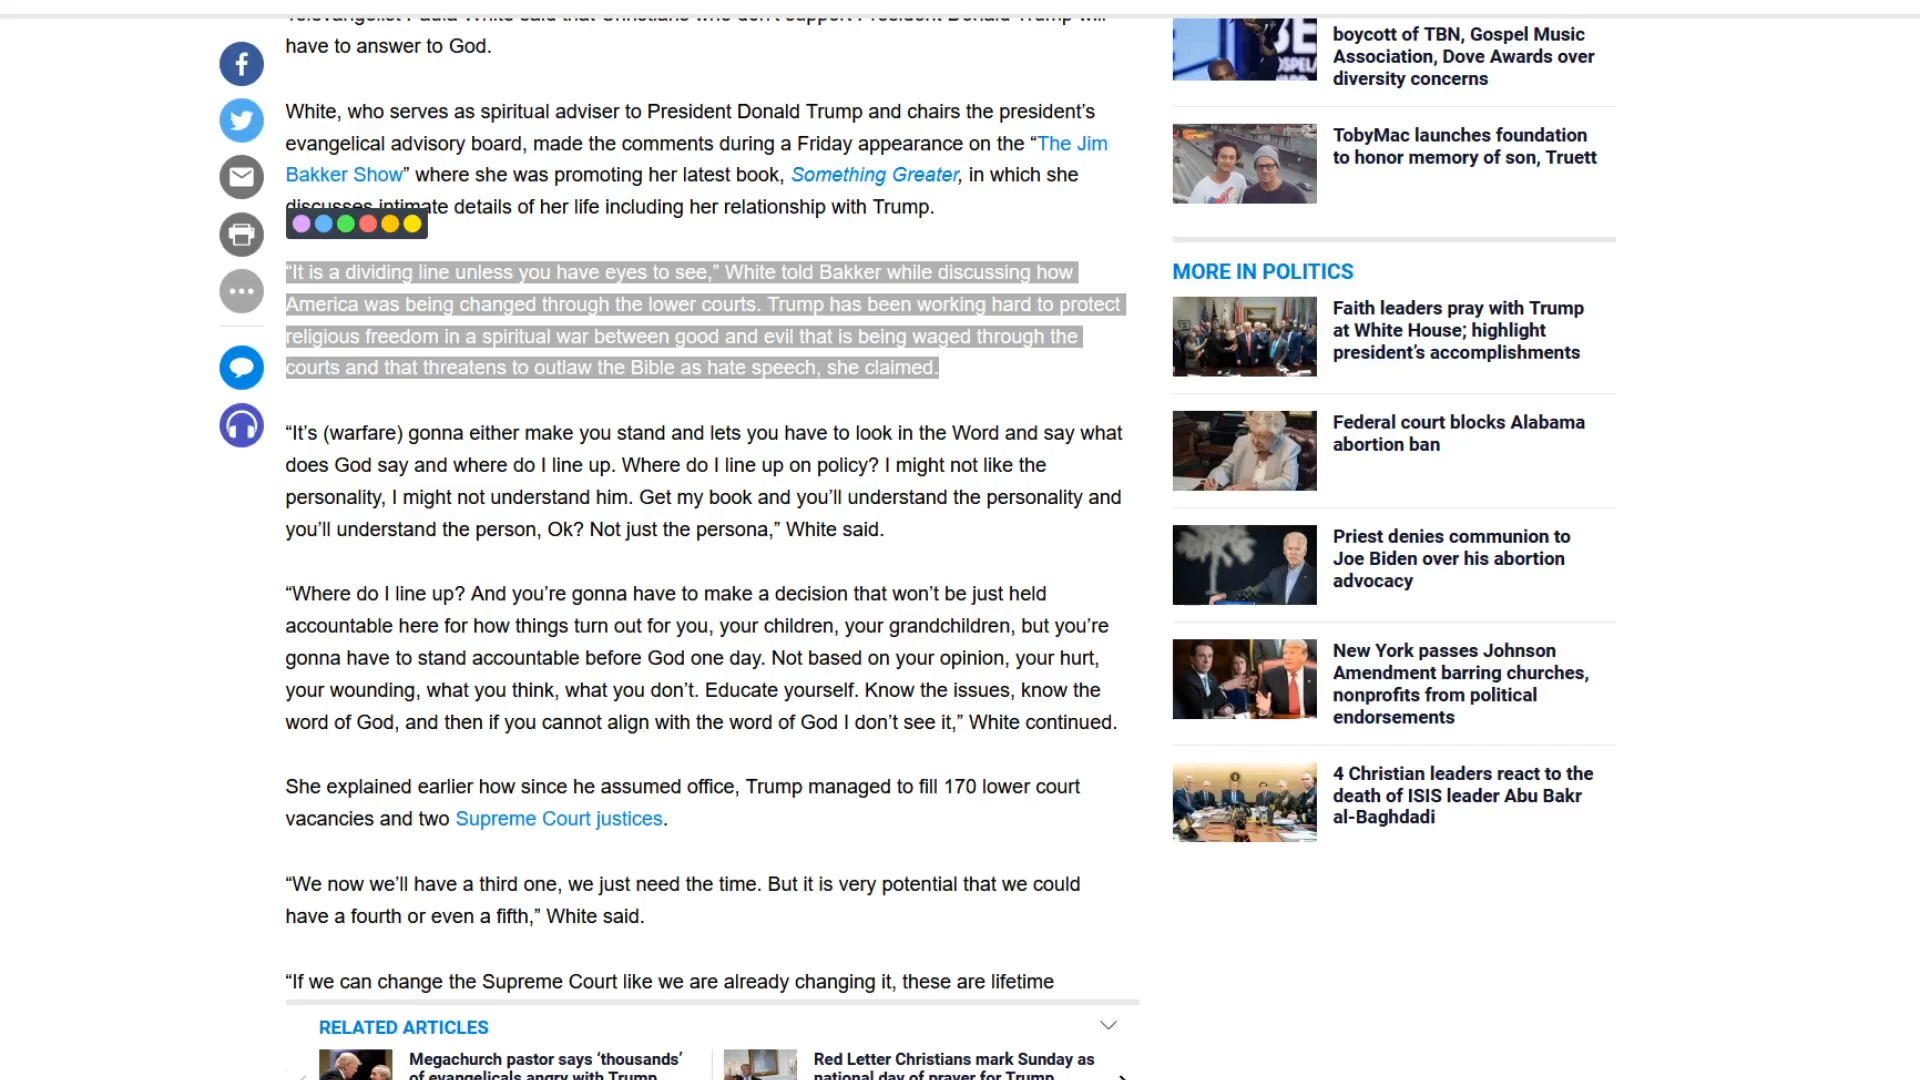 Televangelist Paula White said that Christians who don't support President Donald Trump will
have to answer to God.
White, who serves as spiritual adviser to President Donald Trump and chairs the president’s
evangelical advisory board, made the comments during a Friday appearance on the “The Jim
Bakker Show” where she was promoting her latest book, Something Greater, in which she
discusses intimate details of her life including her relationship with Trump.
“It is a dividing line unless you have eyes to see,” White told Bakker while discussing how
America was being changed through the lower courts. Trump has been working hard to protect
religious freedom in a spiritual war between good and evil that is being waged through the
courts and that threatens to outlaw the Bible as hate speech, she claimed.
“It’s (warfare) gonna either make you stand and lets you have to look in the Word and say what
does God say and where do I line up. Where do I line up on policy? I might not like the
personality, I might not understand him. Get my book and you’ll understand the personality and
you’ll understand the person, Ok? Not just the persona,” White said.
“Where do I line up? And you’re gonna have to make a decision that won’t be just held
accountable here for how things turn out for you, your children, your grandchildren, but you’re
gonna have to stand accountable before God one day. Not based on your opinion, your hurt,
your wounding, what you think, what you don’t. Educate yourself. Know the issues, know the
word of God, and then if you cannot align with the word of God I don’t see it,” White continued.
She explained earlier how since he assumed office, Trump managed to fill 170 lower court
vacancies and two Supreme Court justices.
“We now we’ll have a third one, we just need the time. But it is very potential that we could
have a fourth or even a fifth,” White said.
“If we can change the Supreme Court like we are already changing it, these are lifetime
RELATED ARTICLES
Megachurch pastor says ‘thousands’
of evangelicals angry with Trump
Red Letter Christians mark Sunday as
national day of prayer for Trump
boycott of TBN, Gospel Music
Association, Dove Awards over
diversity concerns
TobyMac launches foundation
to honor memory of son, Truett
MORE IN POLITICS
Faith leaders pray with Trump
at White House; highlight
president’s accomplishments
Federal court blocks Alabama
abortion ban
Priest denies communion to
Joe Biden over his abortion
advocacy
New York passes Johnson
Amendment barring churches,
nonprofits from political
endorsements
4 Christian leaders react to the
death of ISIS leader Abu Bakr
al-Baghdadi